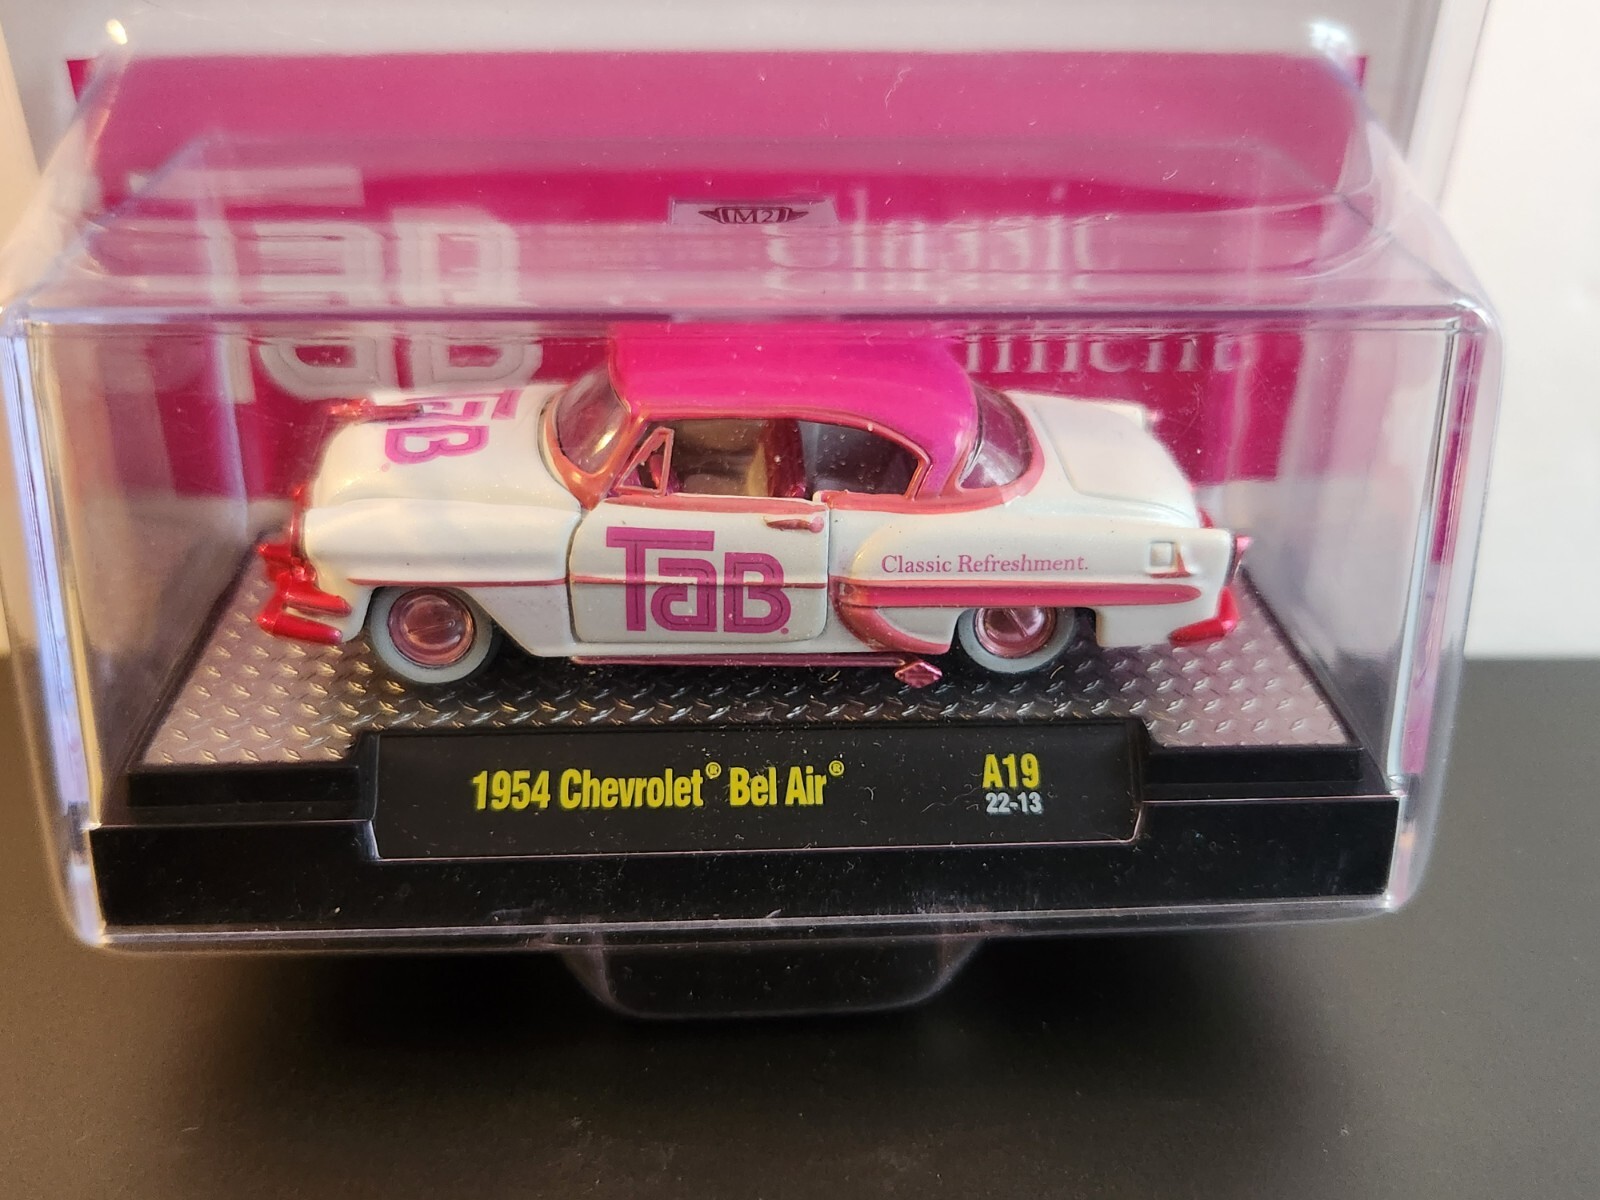 TaB
Classic
M2
TaB
TaB.
Classic Refreshment.
1954 Chevrolet® Bel Air®
A19
22-13